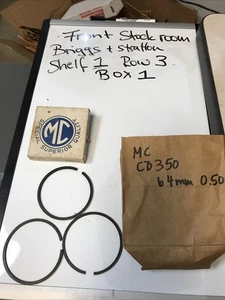 Front Stock room
Briggs + stratton
Shelf 1 Row 3
Box 1
MC
SPECIAL SUPERIOR QUALITY
MC
CD350
64mm 0.50